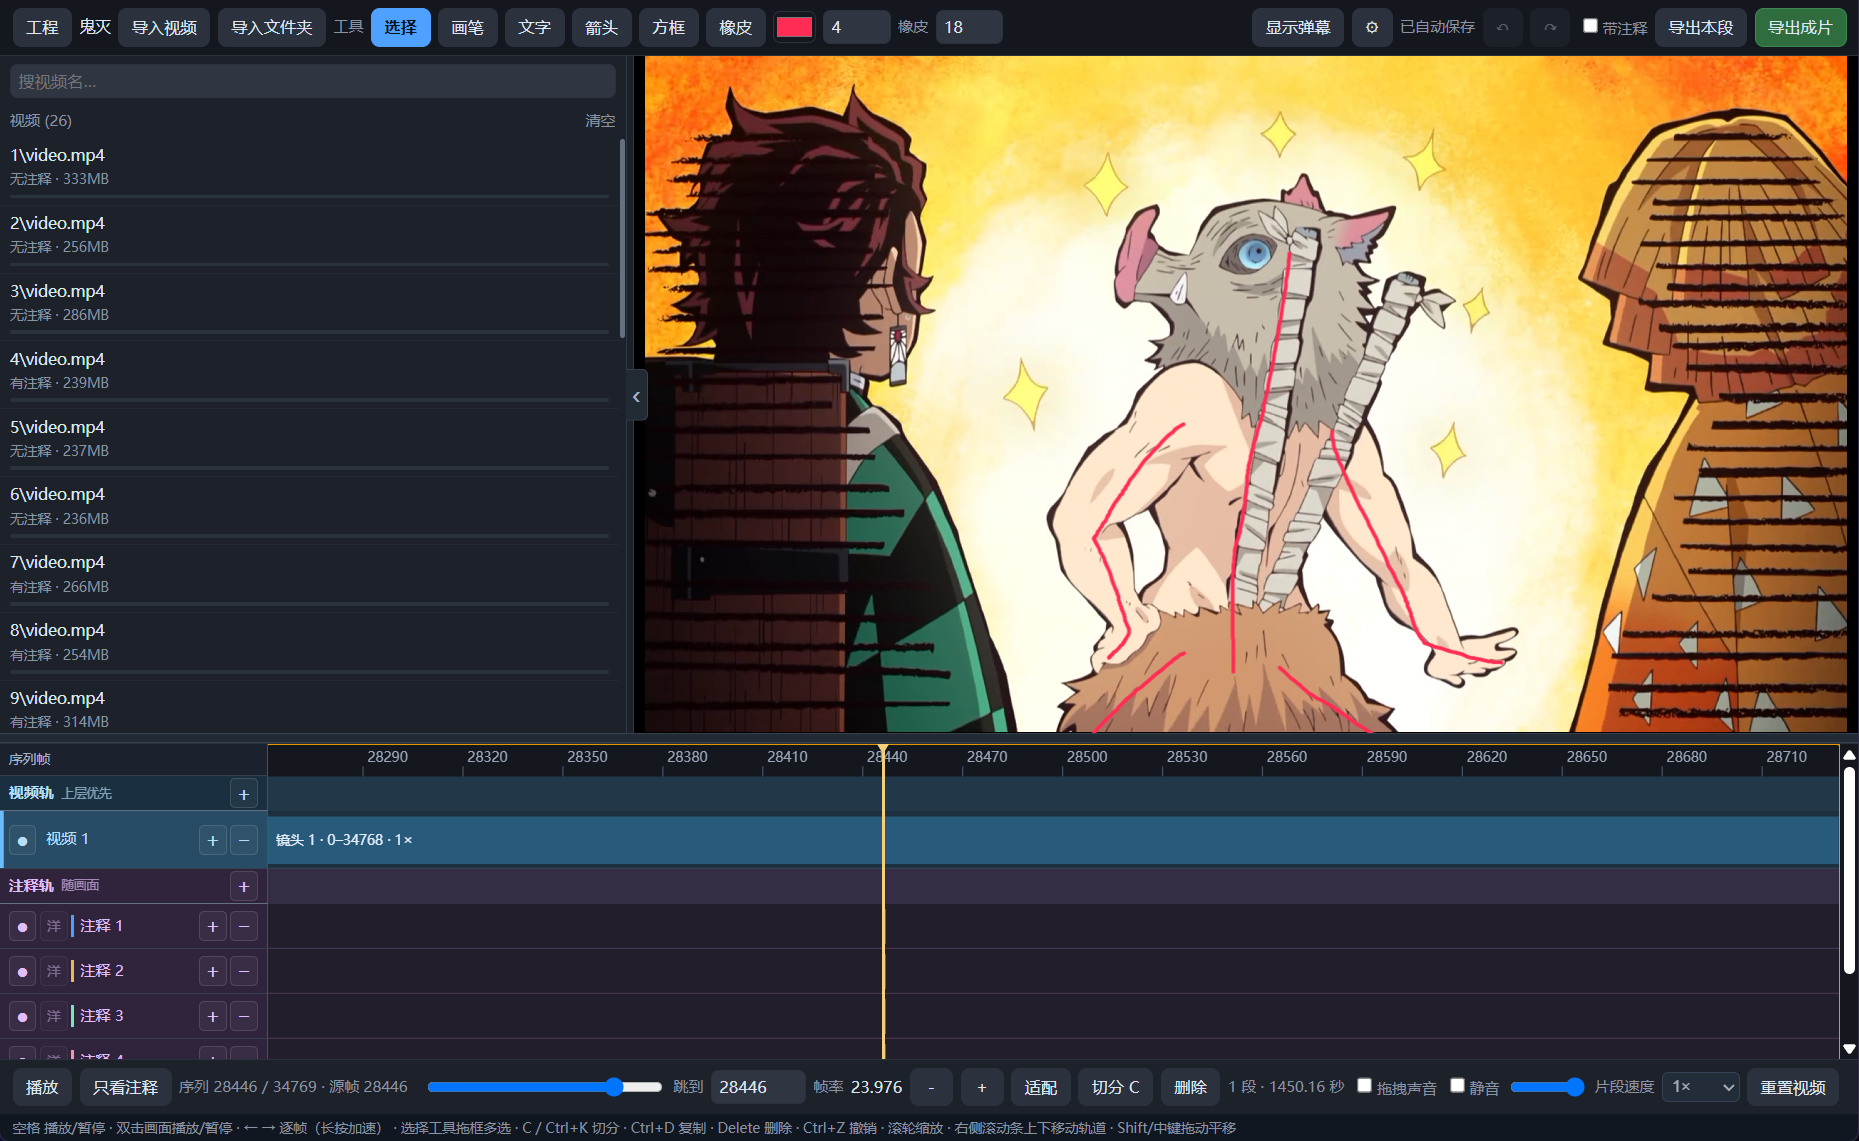 工程 鬼灭 导入视频 导入文件夹 工具 选择 画笔 文字 箭头 方框 橡皮 4 橡皮 18 显示弹幕 ⚙ 已自动保存 带注释 导出本段 导出成片
搜视频名...
视频 (26) 清空
1\video.mp4
无注释 · 333MB
2\video.mp4
无注释 · 256MB
3\video.mp4
无注释 · 286MB
4\video.mp4
有注释 · 239MB
5\video.mp4
无注释 · 237MB
6\video.mp4
无注释 · 236MB
7\video.mp4
有注释 · 266MB
8\video.mp4
有注释 · 254MB
9\video.mp4
有注释 · 314MB
序列帧 28290 28320 28350 28380 28410 28440 28470 28500 28530 28560 28590 28620 28650 28680 28710
视频轨 上层优先 +
视频 1 + − 镜头 1 · 0–34768 · 1×
注释轨 随画面 +
洋 注释 1 + −
洋 注释 2 + −
洋 注释 3 + −
洋 注释 4
播放 只看注释 序列 28446 / 34769 · 源帧 28446 跳到 28446 帧率 23.976 - + 适配 切分 C 删除 1 段 · 1450.16 秒 拖拽声音 静音 片段速度 1× 重置视频
空格 播放/暂停 · 双击画面播放/暂停 · ← → 逐帧（长按加速） · 选择工具拖框多选 · C / Ctrl+K 切分 · Ctrl+D 复制 · Delete 删除 · Ctrl+Z 撤销 · 滚轮缩放 · 右侧滚动条上下移动轨道 · Shift/中键拖动平移